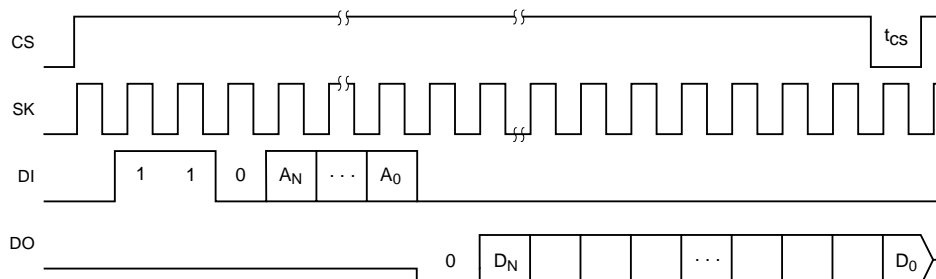 CS
t_CS
SK
DI 1 1 0 A_N · · · A_0
DO 0 D_N · · · D_0